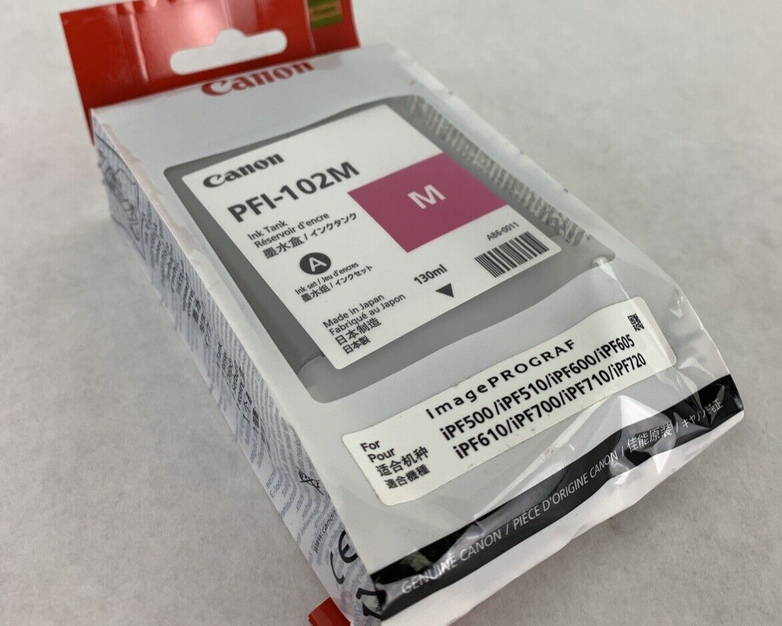 Canon
Canon
PFI-102M
M
Ink Tank
Réservoir d'encre
墨水盒 / インクタンク
A
Ink set / Jeu d'encres
墨水組 / インクセット
130ml
AB6-0011
Made in Japan
Fabriqué au Japon
日本制造
日本製
For
Pour
适合机种
適合機種
imagePROGRAF
iPF500/iPF510/iPF600/iPF605
iPF610/iPF700/iPF710/iPF720
GENUINE CANON / PIÈCE D'ORIGINE CANON / 佳能原装 / キヤノン純正
CE